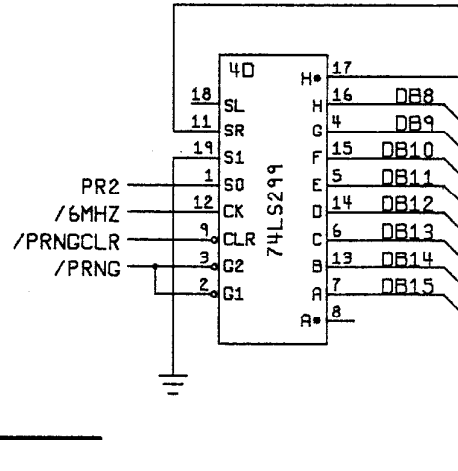 4D
H• 17
18 SL
H 16 DB8
11 SR
G 4 DB9
19 S1
F 15 DB10
PR2 1 S0
E 5 DB11
/6MHZ 12 CK
D 14 DB12
/PRNGCLR 9 CLR
C 6 DB13
/PRNG 3 G2
B 13 DB14
2 G1
A 7 DB15
A• 8
74LS299